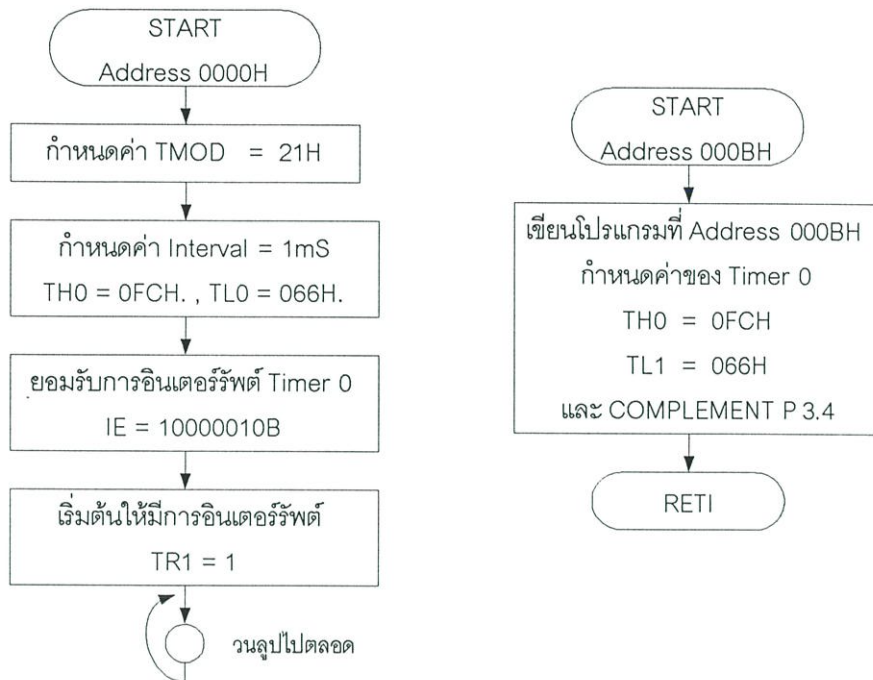 START
Address 0000H
กำหนดค่า TMOD = 21H
กำหนดค่า Interval = 1mS
TH0 = 0FCH. , TL0 = 066H.
ยอมรับการอินเตอร์รัพต์ Timer 0
IE = 10000010B
เริ่มต้นให้มีการอินเตอร์รัพต์
TR1 = 1
วนลูปไปตลอด
START
Address 000BH
เขียนโปรแกรมที่ Address 000BH
กำหนดค่าของ Timer 0
TH0 = 0FCH
TL1 = 066H
และ COMPLEMENT P 3.4
RETI